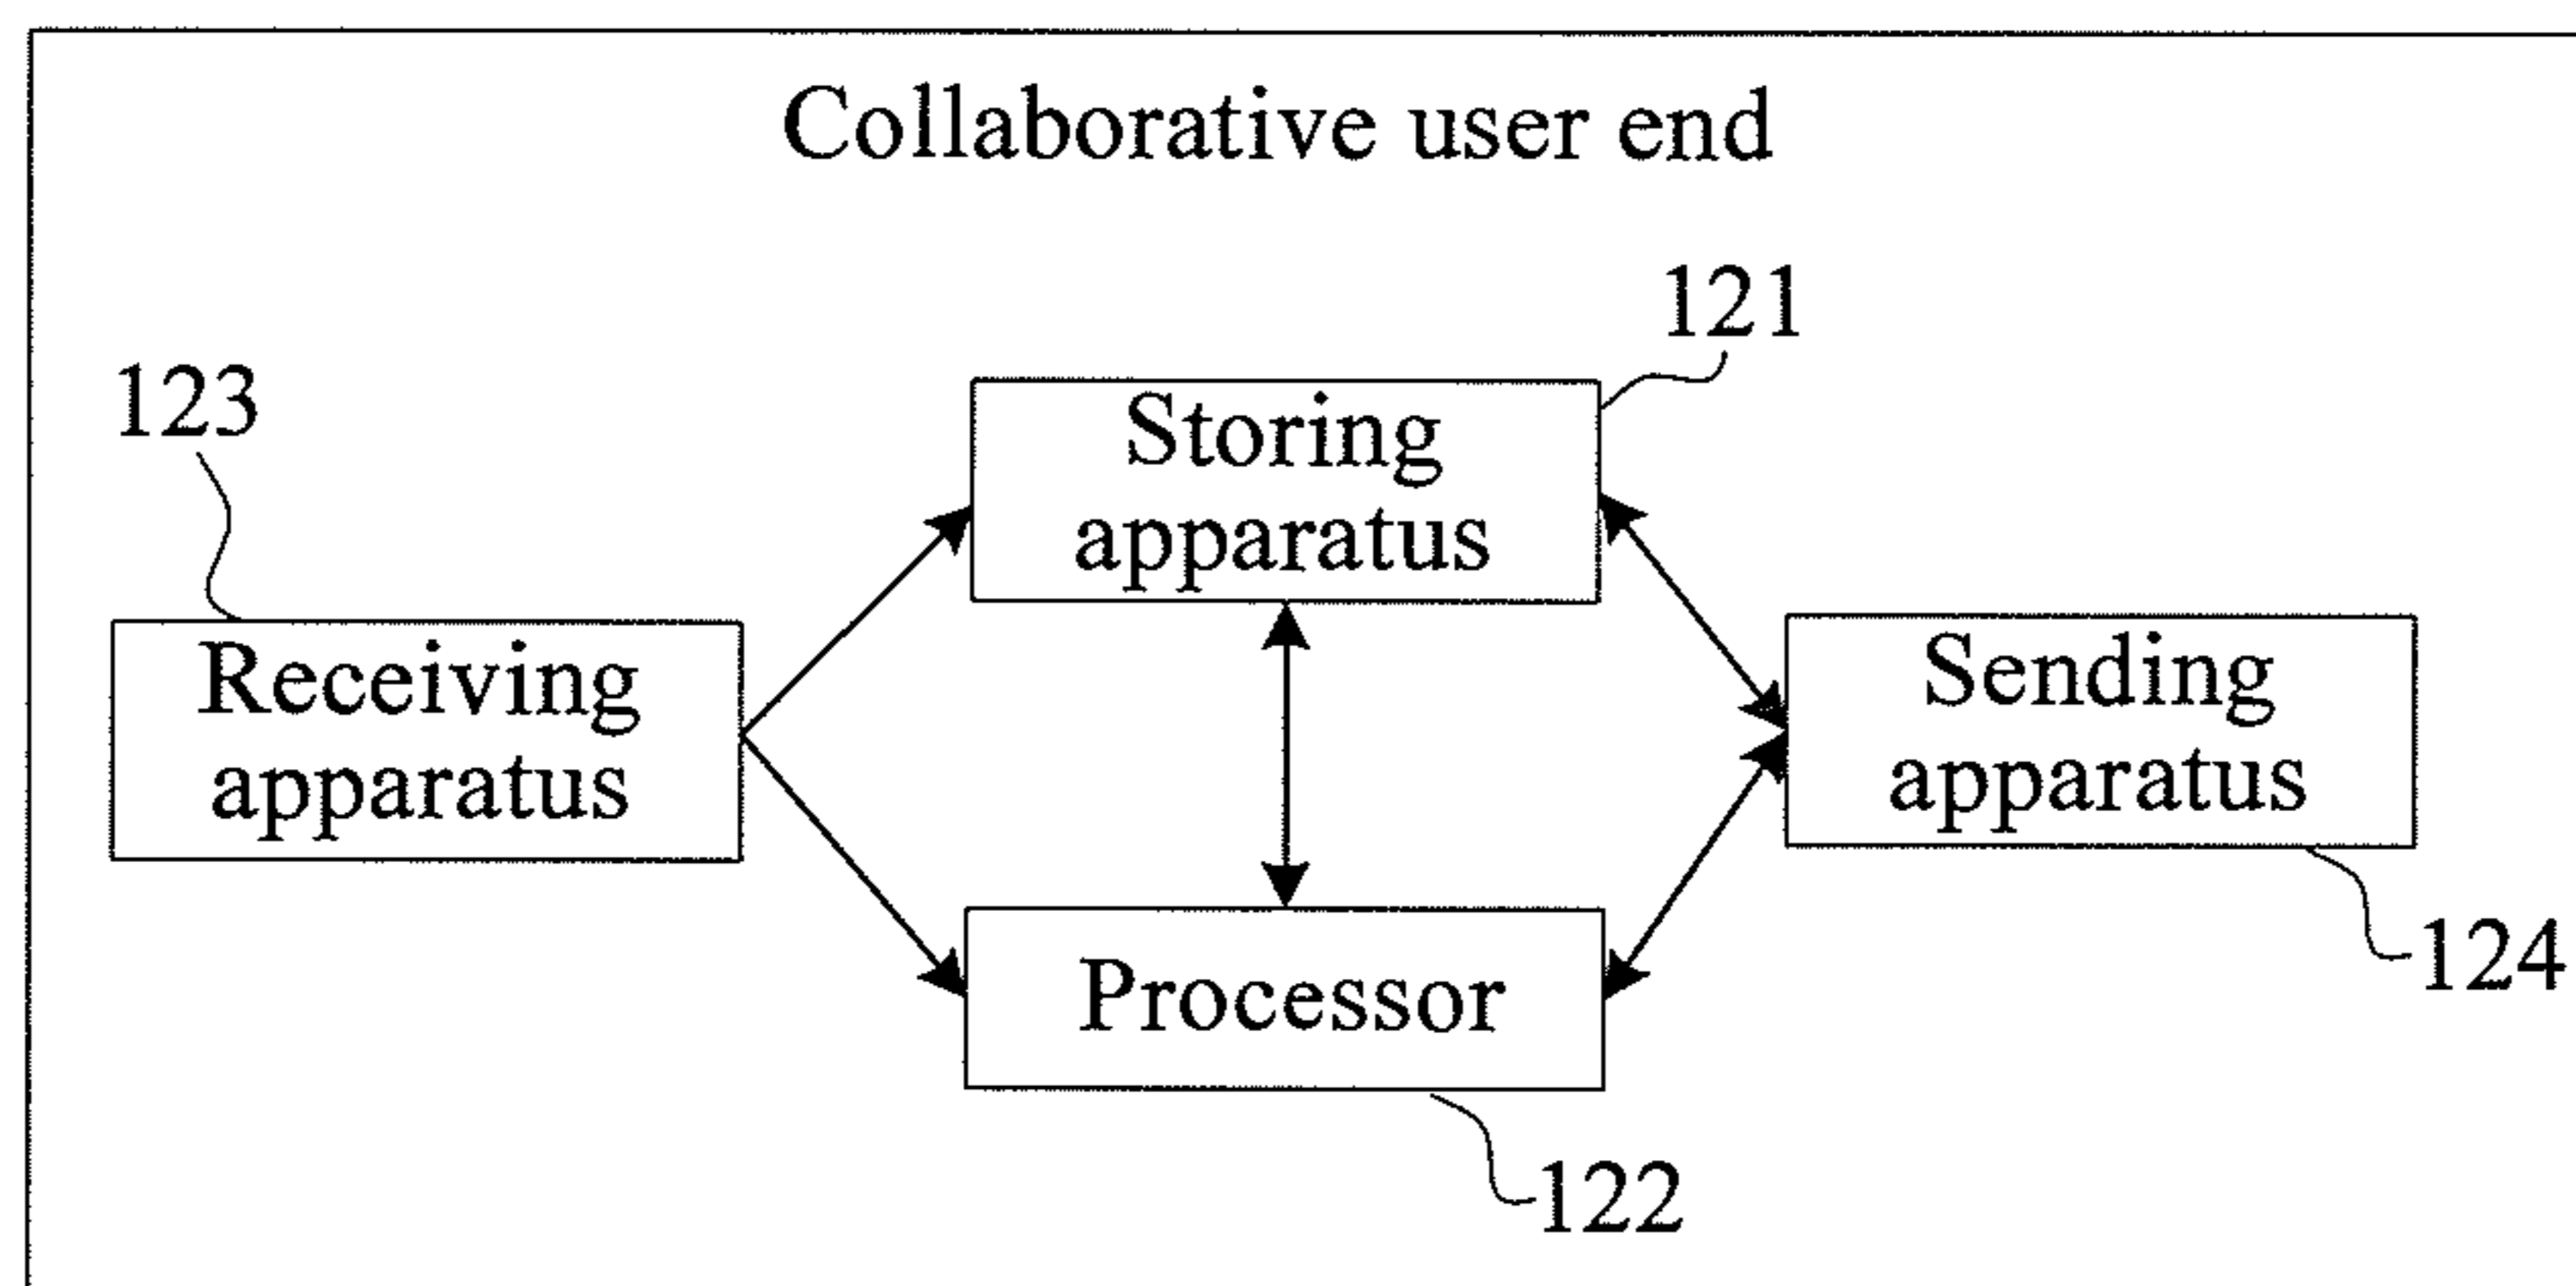 Collaborative user end
121
123
Storing
apparatus
Receiving
apparatus
Sending
apparatus
124
Processor
122